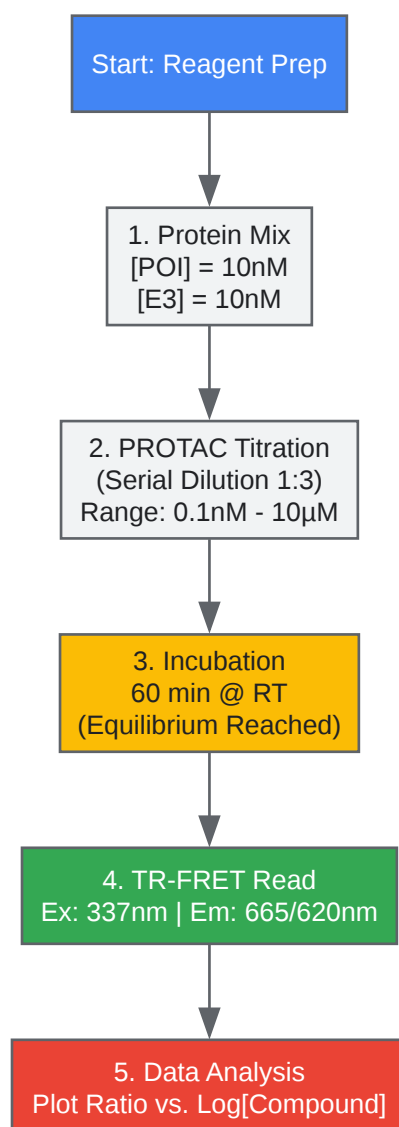 Start: Reagent Prep
1. Protein Mix
[POI] = 10nM
[E3] = 10nM
2. PROTAC Titration
(Serial Dilution 1:3)
Range: 0.1nM - 10µM
3. Incubation
60 min @ RT
(Equilibrium Reached)
4. TR-FRET Read
Ex: 337nm | Em: 665/620nm
5. Data Analysis
Plot Ratio vs. Log[Compound]